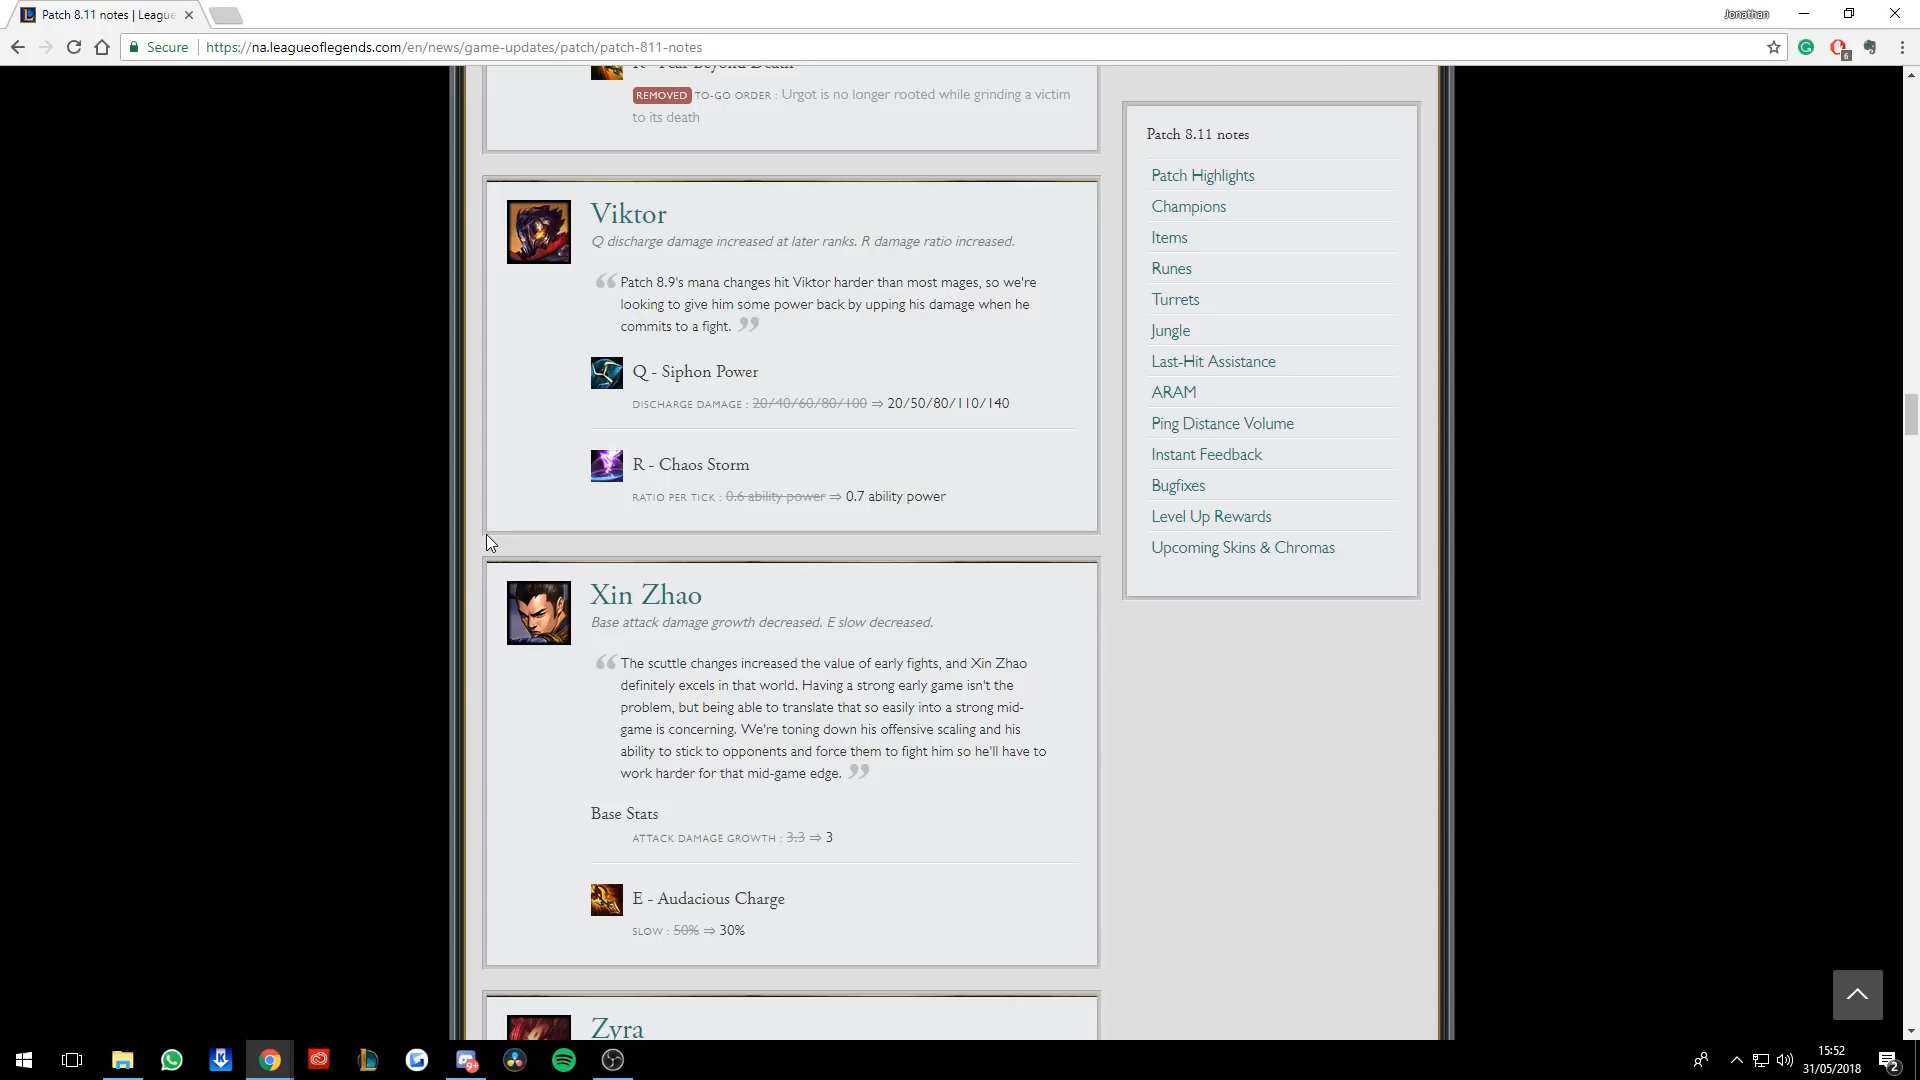 Patch 8.11 notes | League
Jonathan
Secure
https://na.leagueoflegends.com/en/news/game-updates/patch/patch-811-notes
6
R - Fear Beyond Death
REMOVED TO-GO ORDER : Urgot is no longer rooted while grinding a victim
to its death
Viktor
Q discharge damage increased at later ranks. R damage ratio increased.
“ Patch 8.9's mana changes hit Viktor harder than most mages, so we're
looking to give him some power back by upping his damage when he
commits to a fight. ”
Q - Siphon Power
DISCHARGE DAMAGE : 20/40/60/80/100 ⇒ 20/50/80/110/140
R - Chaos Storm
RATIO PER TICK : 0.6 ability power ⇒ 0.7 ability power
Xin Zhao
Base attack damage growth decreased. E slow decreased.
“ The scuttle changes increased the value of early fights, and Xin Zhao
definitely excels in that world. Having a strong early game isn't the
problem, but being able to translate that so easily into a strong mid-
game is concerning. We're toning down his offensive scaling and his
ability to stick to opponents and force them to fight him so he'll have to
work harder for that mid-game edge. ”
Base Stats
ATTACK DAMAGE GROWTH : 3.3 ⇒ 3
E - Audacious Charge
SLOW : 50% ⇒ 30%
Zyra
Patch 8.11 notes
Patch Highlights
Champions
Items
Runes
Turrets
Jungle
Last-Hit Assistance
ARAM
Ping Distance Volume
Instant Feedback
Bugfixes
Level Up Rewards
Upcoming Skins & Chromas
9+
15:52
31/05/2018
2